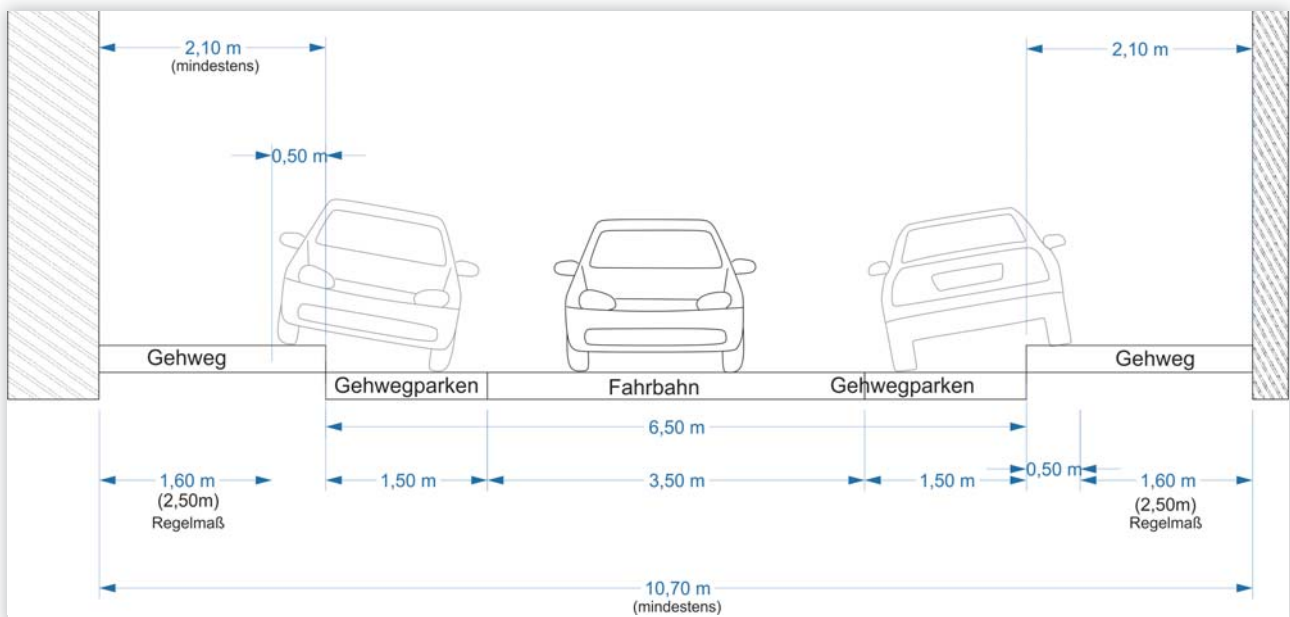 2,10 m
(mindestens)
2,10 m
0,50 m
Gehweg
Gehweg
Gehwegparken
Fahrbahn
Gehwegparken
6,50 m
0,50 m
1,60 m
(2,50m)
Regelmaß
1,50 m
3,50 m
1,50 m
1,60 m
(2,50m)
Regelmaß
10,70 m
(mindestens)